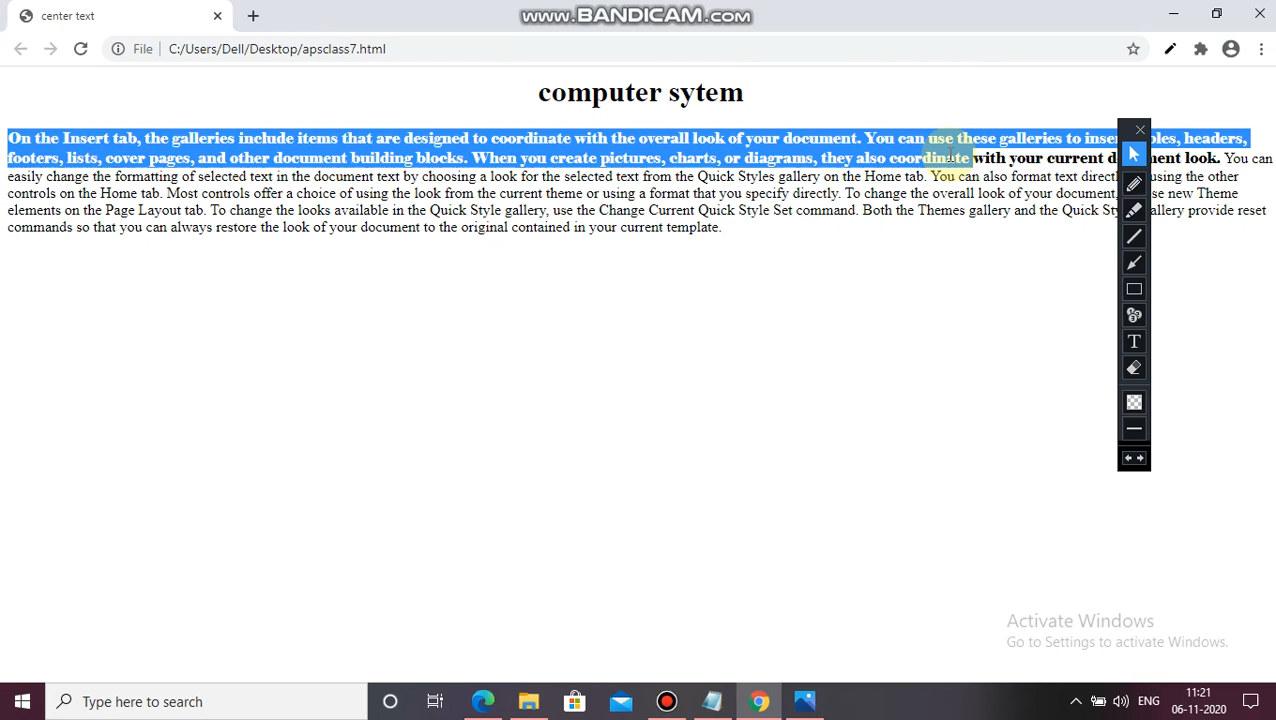 center text
www.BANDICAM.com
File
C:/Users/Dell/Desktop/apsclass7.html
computer sytem
On the Insert tab, the galleries include items that are designed to coordinate with the overall look of your document. You can use these galleries to inser bles, headers,
footers, lists, cover pages, and other document building blocks. When you create pictures, charts, or diagrams, they also coordinate with your current d ment look. You can
easily change the formatting of selected text in the document text by choosing a look for the selected text from the Quick Styles gallery on the Home tab. You can also format text directl using the other
controls on the Home tab. Most controls offer a choice of using the look from the current theme or using a format that you specify directly. To change the overall look of your document, se new Theme
elements on the Page Layout tab. To change the looks available in the Quick Style gallery, use the Change Current Quick Style Set command. Both the Themes gallery and the Quick Sty allery provide reset
commands so that you can always restore the look of your document to the original contained in your current template.
T
Activate Windows
Go to Settings to activate Windows.
Type here to search
ENG
11:21
06-11-2020